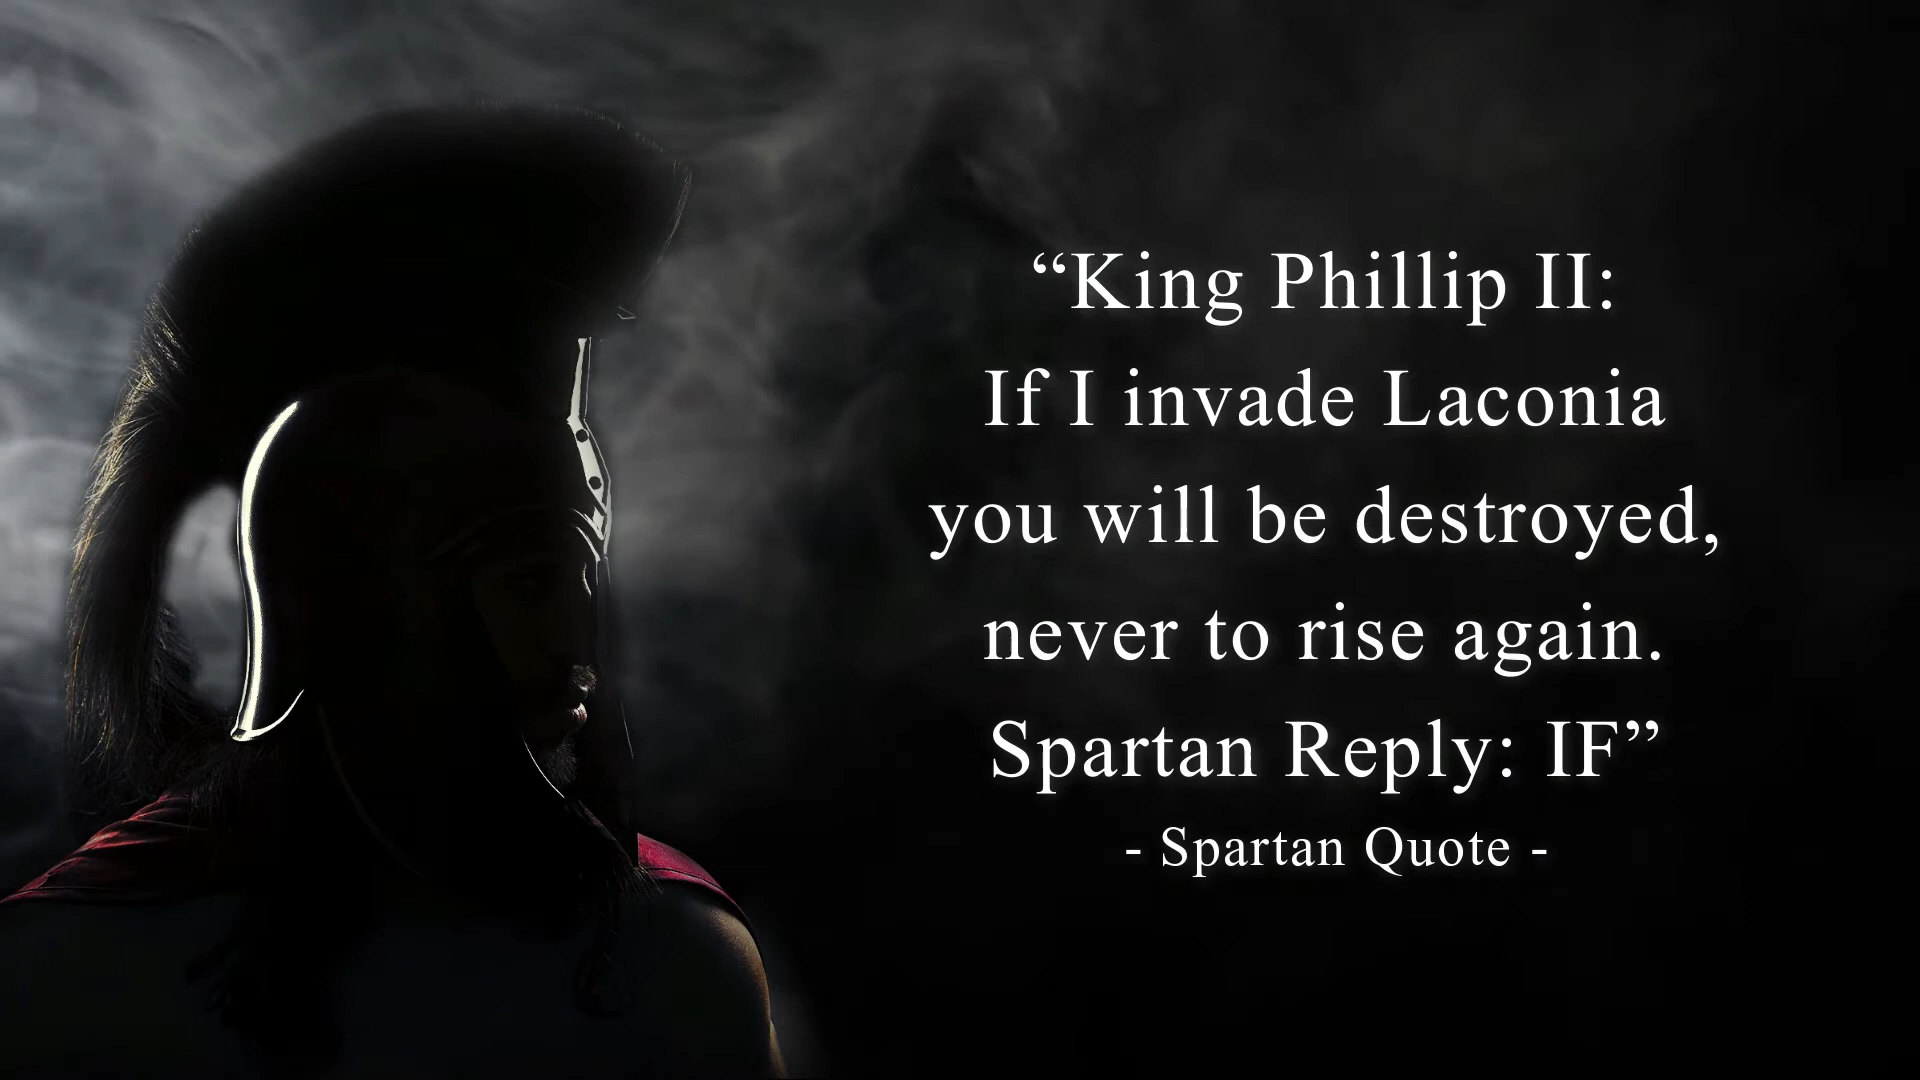 “King Phillip II:
If I invade Laconia
you will be destroyed,
never to rise again.
Spartan Reply: IF”
- Spartan Quote -